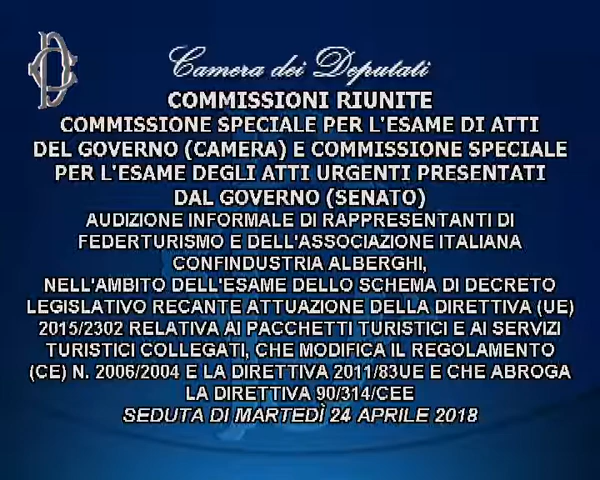 Camera dei Deputati
COMMISSIONI RIUNITE
COMMISSIONE SPECIALE PER L'ESAME DI ATTI
DEL GOVERNO (CAMERA) E COMMISSIONE SPECIALE
PER L'ESAME DEGLI ATTI URGENTI PRESENTATI
DAL GOVERNO (SENATO)
AUDIZIONE INFORMALE DI RAPPRESENTANTI DI
FEDERTURISMO E DELL'ASSOCIAZIONE ITALIANA
CONFINDUSTRIA ALBERGHI,
NELL'AMBITO DELL'ESAME DELLO SCHEMA DI DECRETO
LEGISLATIVO RECANTE ATTUAZIONE DELLA DIRETTIVA (UE)
2015/2302 RELATIVA AI PACCHETTI TURISTICI E AI SERVIZI
TURISTICI COLLEGATI, CHE MODIFICA IL REGOLAMENTO
(CE) N. 2006/2004 E LA DIRETTIVA 2011/83UE E CHE ABROGA
LA DIRETTIVA 90/314/CEE
SEDUTA DI MARTEDÌ 24 APRILE 2018